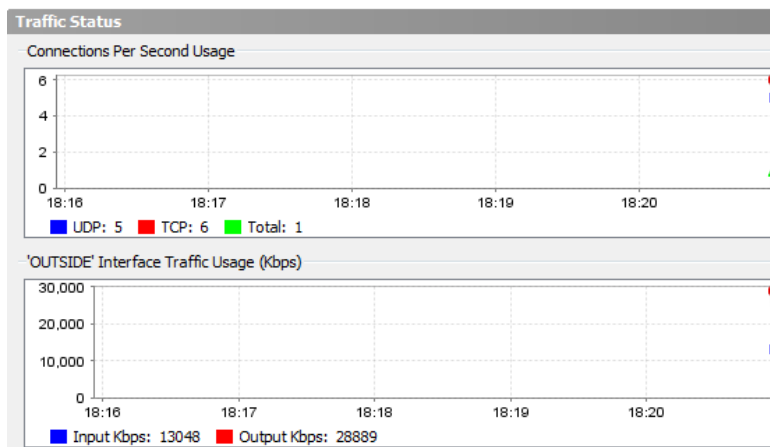 Traffic Status
Connections Per Second Usage
6
4
2
0
18:16 18:17 18:18 18:19 18:20
UDP: 5 TCP: 6 Total: 1
'OUTSIDE' Interface Traffic Usage (Kbps)
30,000
20,000
10,000
0
18:16 18:17 18:18 18:19 18:20
Input Kbps: 13048 Output Kbps: 28889